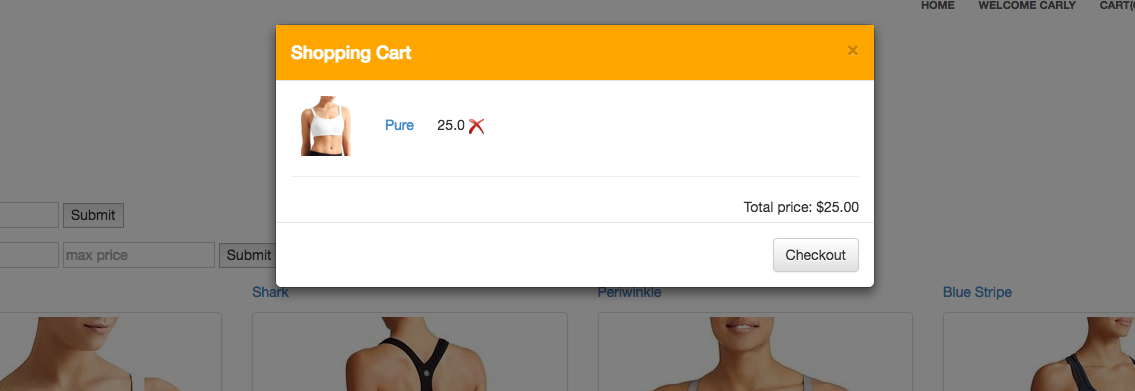 HOME WELCOME CARLY CART(
Shopping Cart ×
Pure 25.0
Submit
Total price: $25.00
max price Submit
Checkout
Shark Periwinkle Blue Stripe